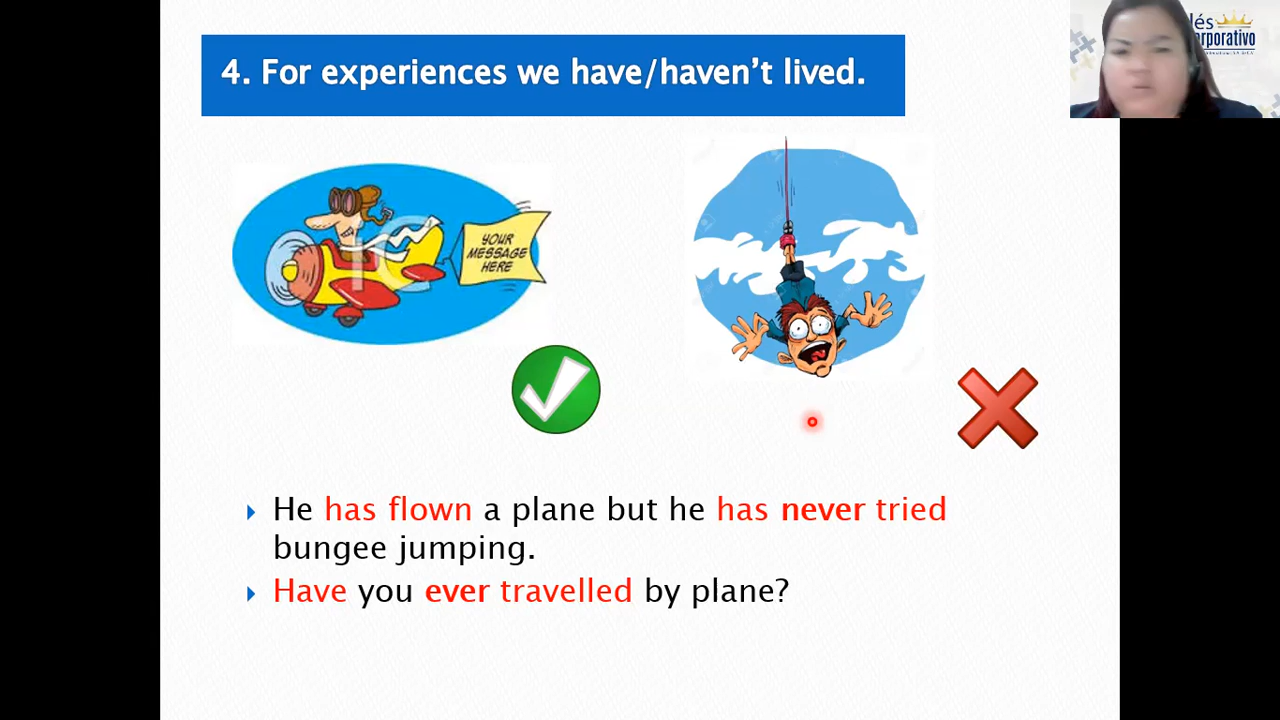 4. For experiences we have/haven't lived.
YOUR
MESSAGE
HERE
He has flown a plane but he has never tried
bungee jumping.
Have you ever travelled by plane?